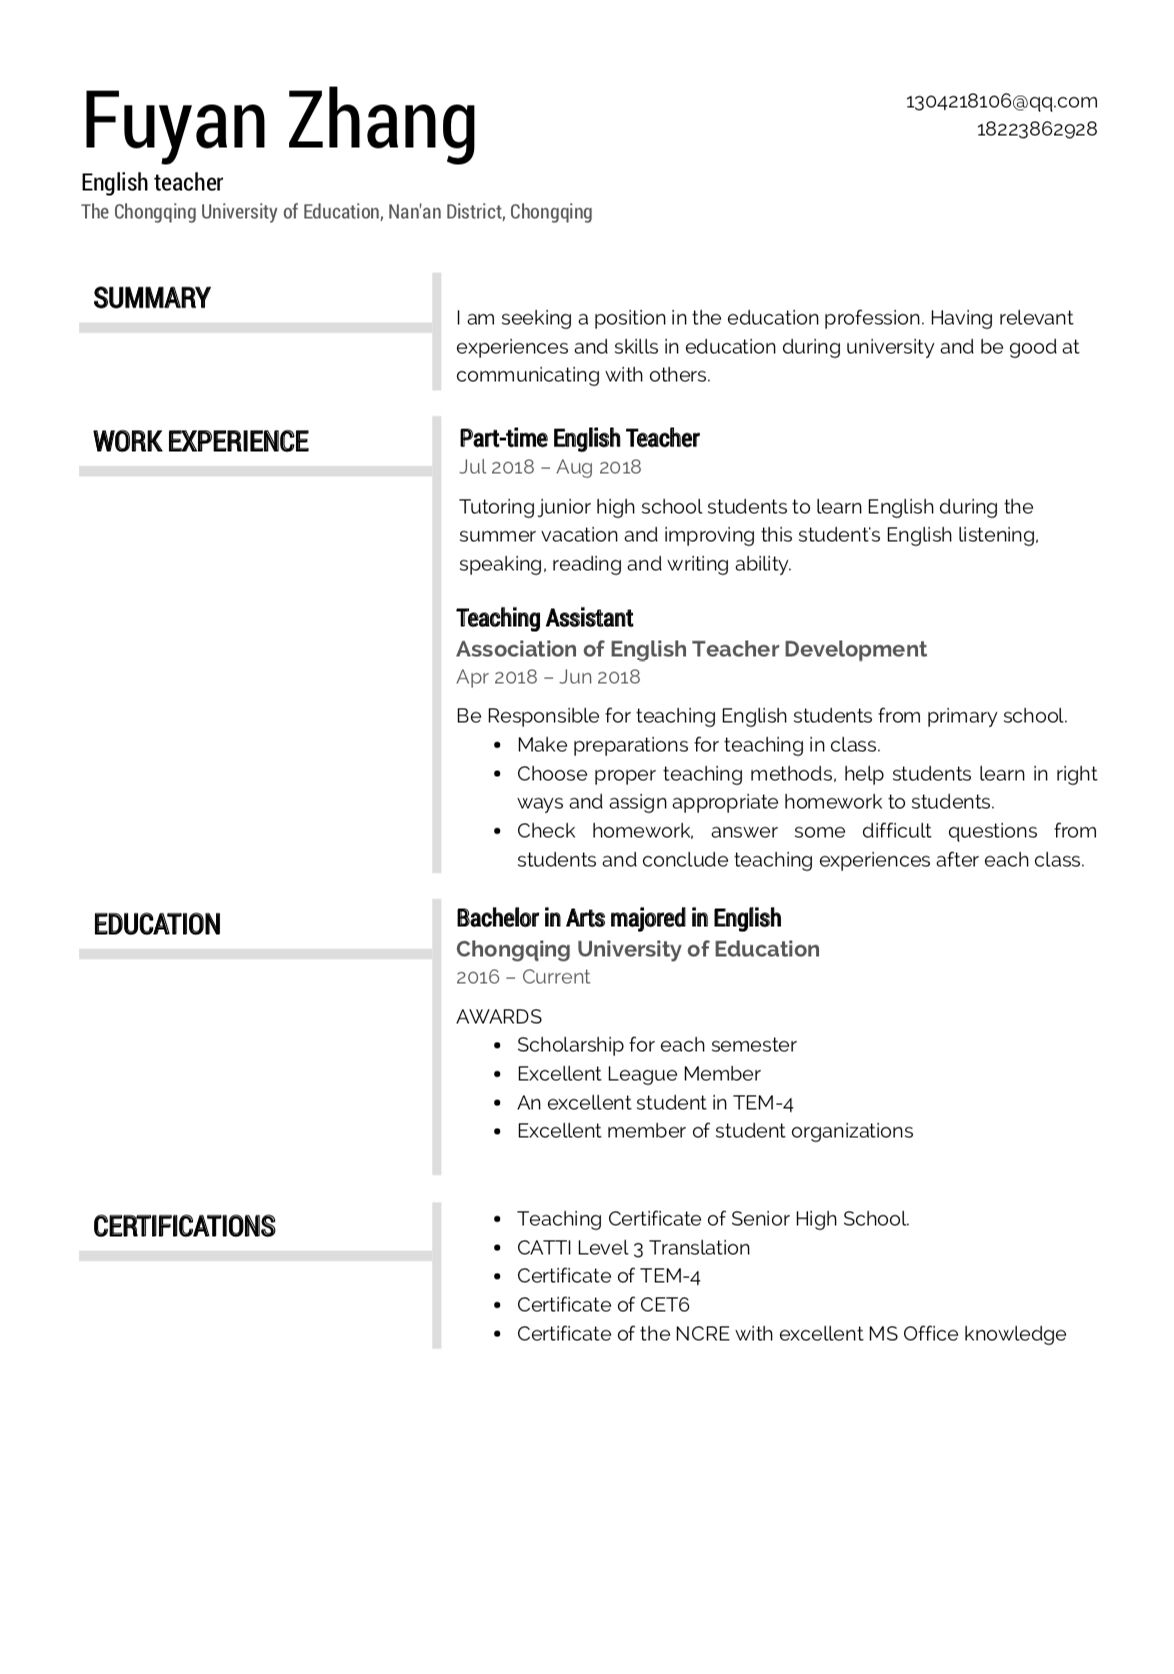 Fuyan Zhang
1304218106@qq.com
18223862928
English teacher
The Chongqing University of Education, Nan'an District, Chongqing
SUMMARY
I am seeking a position in the education profession. Having relevant
experiences and skills in education during university and be good at
communicating with others.
WORK EXPERIENCE
Part-time English Teacher
Jul 2018 – Aug 2018
Tutoring junior high school students to learn English during the
summer vacation and improving this student's English listening,
speaking, reading and writing ability.
Teaching Assistant
Association of English Teacher Development
Apr 2018 – Jun 2018
Be Responsible for teaching English students from primary school.
• Make preparations for teaching in class.
• Choose proper teaching methods, help students learn in right
ways and assign appropriate homework to students.
• Check homework, answer some difficult questions from
students and conclude teaching experiences after each class.
EDUCATION
Bachelor in Arts majored in English
Chongqing University of Education
2016 – Current
AWARDS
• Scholarship for each semester
• Excellent League Member
• An excellent student in TEM-4
• Excellent member of student organizations
CERTIFICATIONS
• Teaching Certificate of Senior High School.
• CATTI Level 3 Translation
• Certificate of TEM-4
• Certificate of CET6
• Certificate of the NCRE with excellent MS Office knowledge